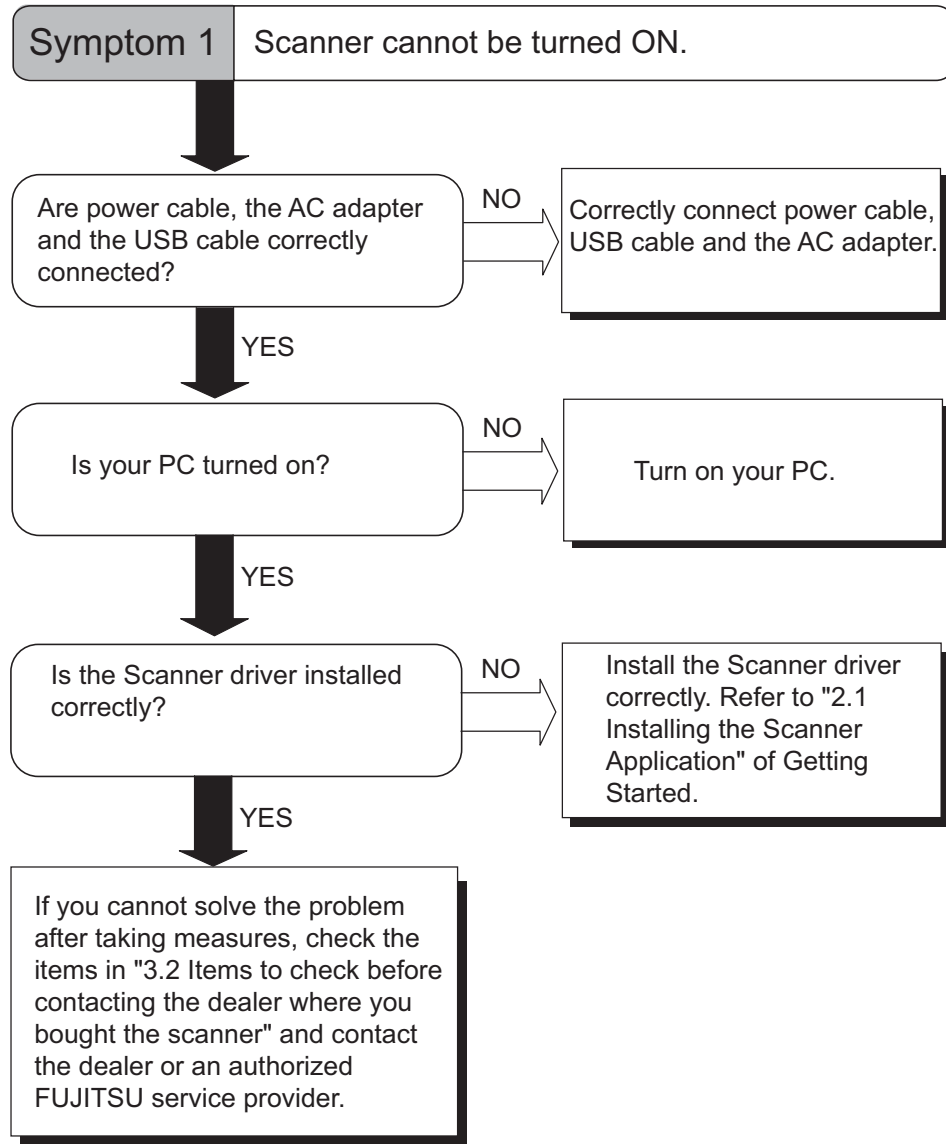 Symptom 1
Scanner cannot be turned ON.
Are power cable, the AC adapter
and the USB cable correctly
connected?
NO
Correctly connect power cable,
USB cable and the AC adapter.
YES
Is your PC turned on?
NO
Turn on your PC.
YES
Is the Scanner driver installed
correctly?
NO
Install the Scanner driver
correctly. Refer to "2.1
Installing the Scanner
Application" of Getting
Started.
YES
If you cannot solve the problem
after taking measures, check the
items in "3.2 Items to check before
contacting the dealer where you
bought the scanner" and contact
the dealer or an authorized
FUJITSU service provider.